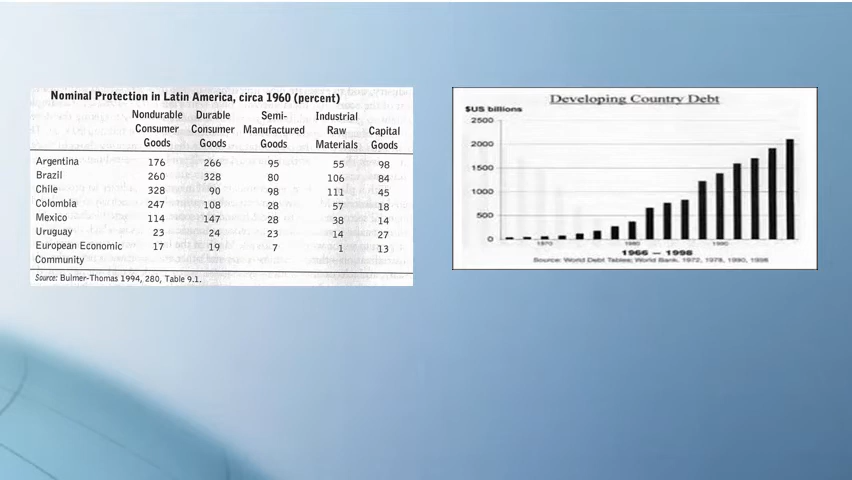 Nominal Protection in Latin America, circa 1960 (percent)
Nondurable Durable Semi- Industrial
Consumer Consumer Manufactured Raw Capital
Goods Goods Goods Materials Goods
Argentina 176 266 95 55 98
Brazil 260 328 80 106 84
Chile 328 90 98 111 45
Colombia 247 108 28 57 18
Mexico 114 147 28 38 14
Uruguay 23 24 23 14 27
European Economic 17 19 7 1 13
Community
Source: Bulmer-Thomas 1994, 280, Table 9.1.
Developing Country Debt
$US billions
2500
2000
1500
1000
500
0
1970 1980 1990
1966 — 1998
Source: World Debt Tables; World Bank, 1972, 1978, 1990, 1998